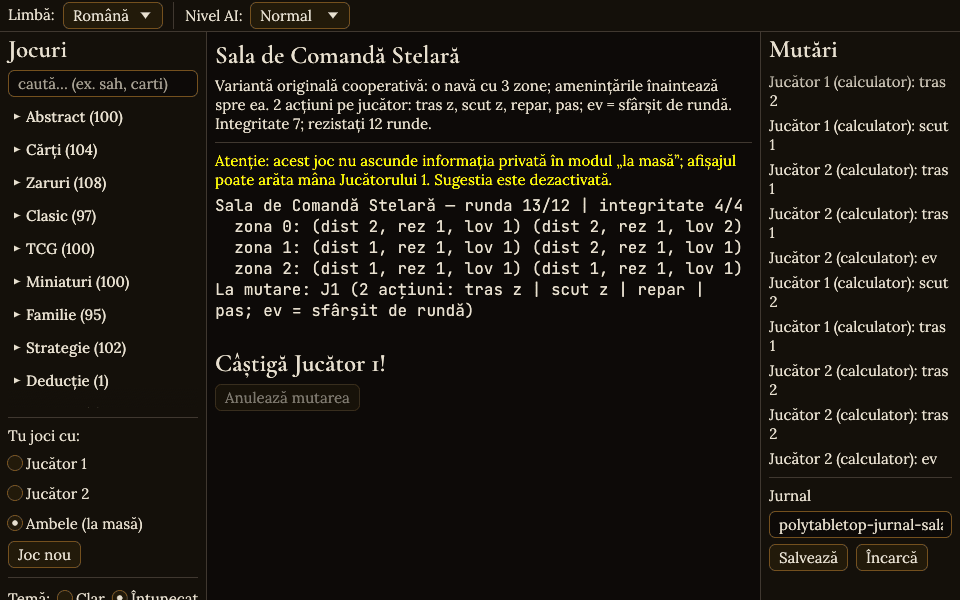 Limbă: Română ▼ Nivel AI: Normal ▼
Jocuri
caută... (ex. sah, carti)
▸ Abstract (100)
▸ Cărți (104)
▸ Zaruri (108)
▸ Clasic (97)
▸ TCG (100)
▸ Miniaturi (100)
▸ Familie (95)
▸ Strategie (102)
▸ Deducție (1)
Tu joci cu:
Jucător 1
Jucător 2
Ambele (la masă)
Joc nou
Temă: Clar Întunecat
Sala de Comandă Stelară
Variantă originală cooperativă: o navă cu 3 zone; amenințările înaintează
spre ea. 2 acțiuni pe jucător: tras z, scut z, repar, pas; ev = sfârșit de rundă.
Integritate 7; rezistați 12 runde.
Atenție: acest joc nu ascunde informația privată în modul „la masă”; afișajul
poate arăta mâna Jucătorului 1. Sugestia este dezactivată.
Sala de Comandă Stelară — runda 13/12 | integritate 4/4
zona 0: (dist 2, rez 1, lov 1) (dist 2, rez 1, lov 2)
zona 1: (dist 1, rez 1, lov 1) (dist 2, rez 1, lov 1)
zona 2: (dist 1, rez 1, lov 1) (dist 1, rez 1, lov 1)
La mutare: J1 (2 acțiuni: tras z | scut z | repar |
pas; ev = sfârșit de rundă)
Câștigă Jucător 1!
Anulează mutarea
Mutări
Jucător 1 (calculator): tras
2
Jucător 1 (calculator): scut
1
Jucător 2 (calculator): tras
1
Jucător 2 (calculator): tras
1
Jucător 2 (calculator): ev
Jucător 1 (calculator): scut
2
Jucător 1 (calculator): tras
1
Jucător 2 (calculator): tras
2
Jucător 2 (calculator): tras
2
Jucător 2 (calculator): ev
Jurnal
polytabletop-jurnal-sala
Salvează Încarcă